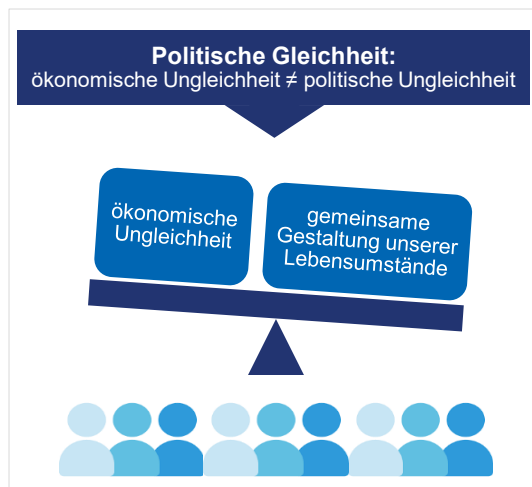 Politische Gleichheit:
ökonomische Ungleichheit ≠ politische Ungleichheit
ökonomische
Ungleichheit
gemeinsame
Gestaltung unserer
Lebensumstände